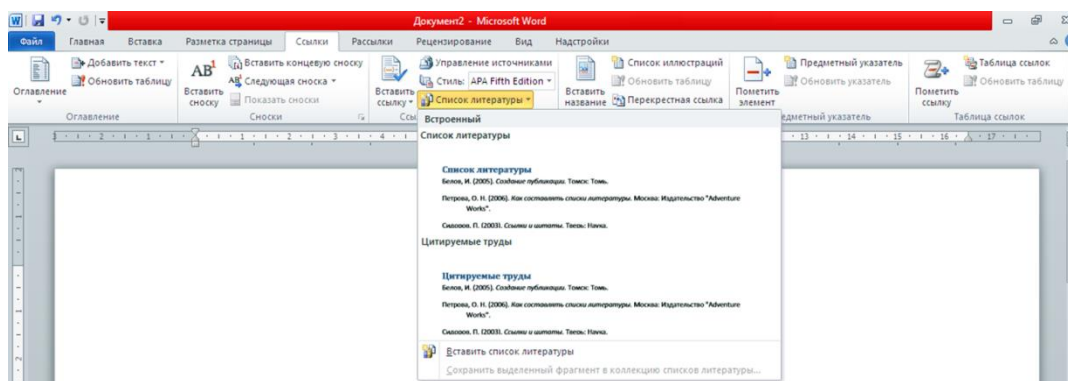 Документ2 - Microsoft Word
Файл Главная Вставка Разметка страницы Ссылки Рассылки Рецензирование Вид Надстройки
Оглавление
Добавить текст
Обновить таблицу
Оглавление
AB¹ Вставить сноску
Вставить концевую сноску
Следующая сноска
Показать сноски
Сноски
Вставить ссылку
Управление источниками
Стиль: APA Fifth Edition
Список литературы
Ссы
Вставить название
Список иллюстраций
Обновить таблицу
Перекрестная ссылка
Пометить элемент
Предметный указатель
Обновить указатель
едметный указатель
Пометить ссылку
Таблица ссылок
Обновить таблицу
Таблица ссылок
Встроенный
Список литературы
Список литературы
Белов, И. (2005). Создание публикации. Томск: Томь.
Петрова, О. Н. (2006). Как составлять списки литературы. Москва: Издательство "Adventure
Works".
Сидоров. П. (2003). Ссылки и цитаты. Тверь: Наука.
Цитируемые труды
Цитируемые труды
Белов, И. (2005). Создание публикации. Томск: Томь.
Петрова, О. Н. (2006). Как составлять списки литературы. Москва: Издательство "Adventure
Works".
Сидоров. П. (2003). Ссылки и цитаты. Тверь: Наука.
Вставить список литературы
Сохранить выделенный фрагмент в коллекцию списков литературы...